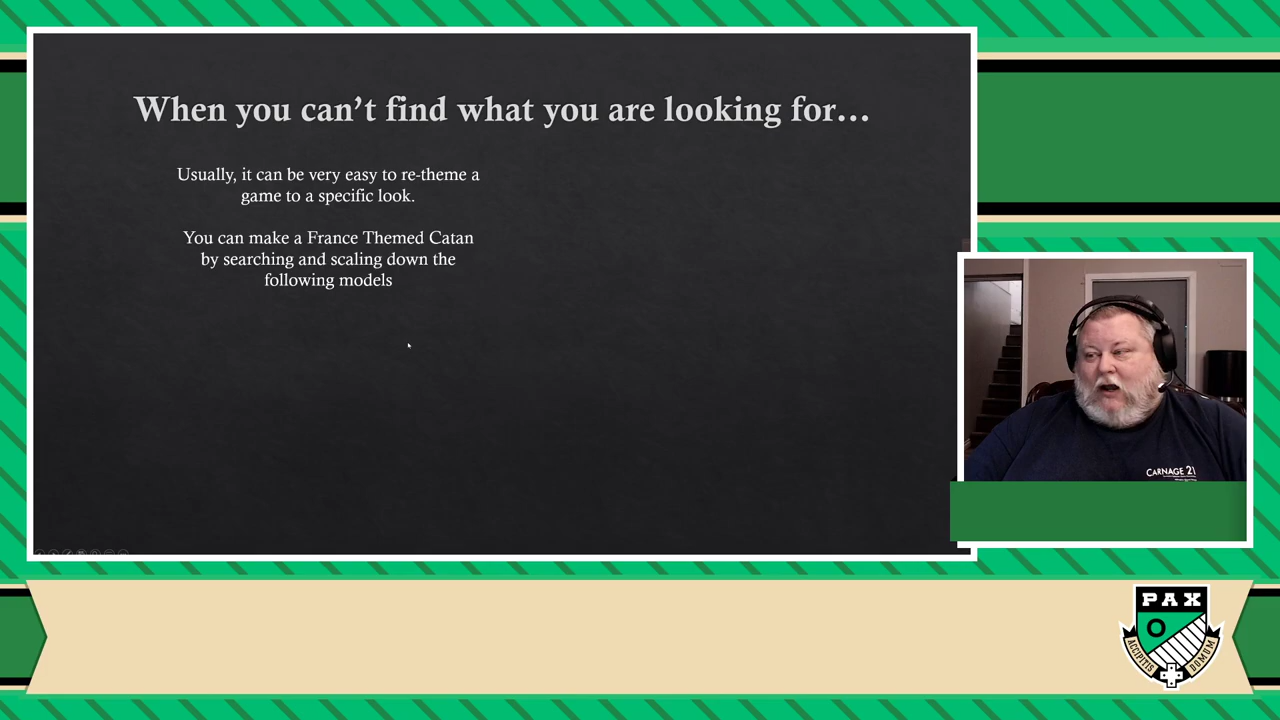 When you can't find what you are looking for...
Usually, it can be very easy to re-theme a
game to a specific look.
You can make a France Themed Catan
by searching and scaling down the
following models
CARNAGE 21
PAX
ACCIPITIS
DOMUM